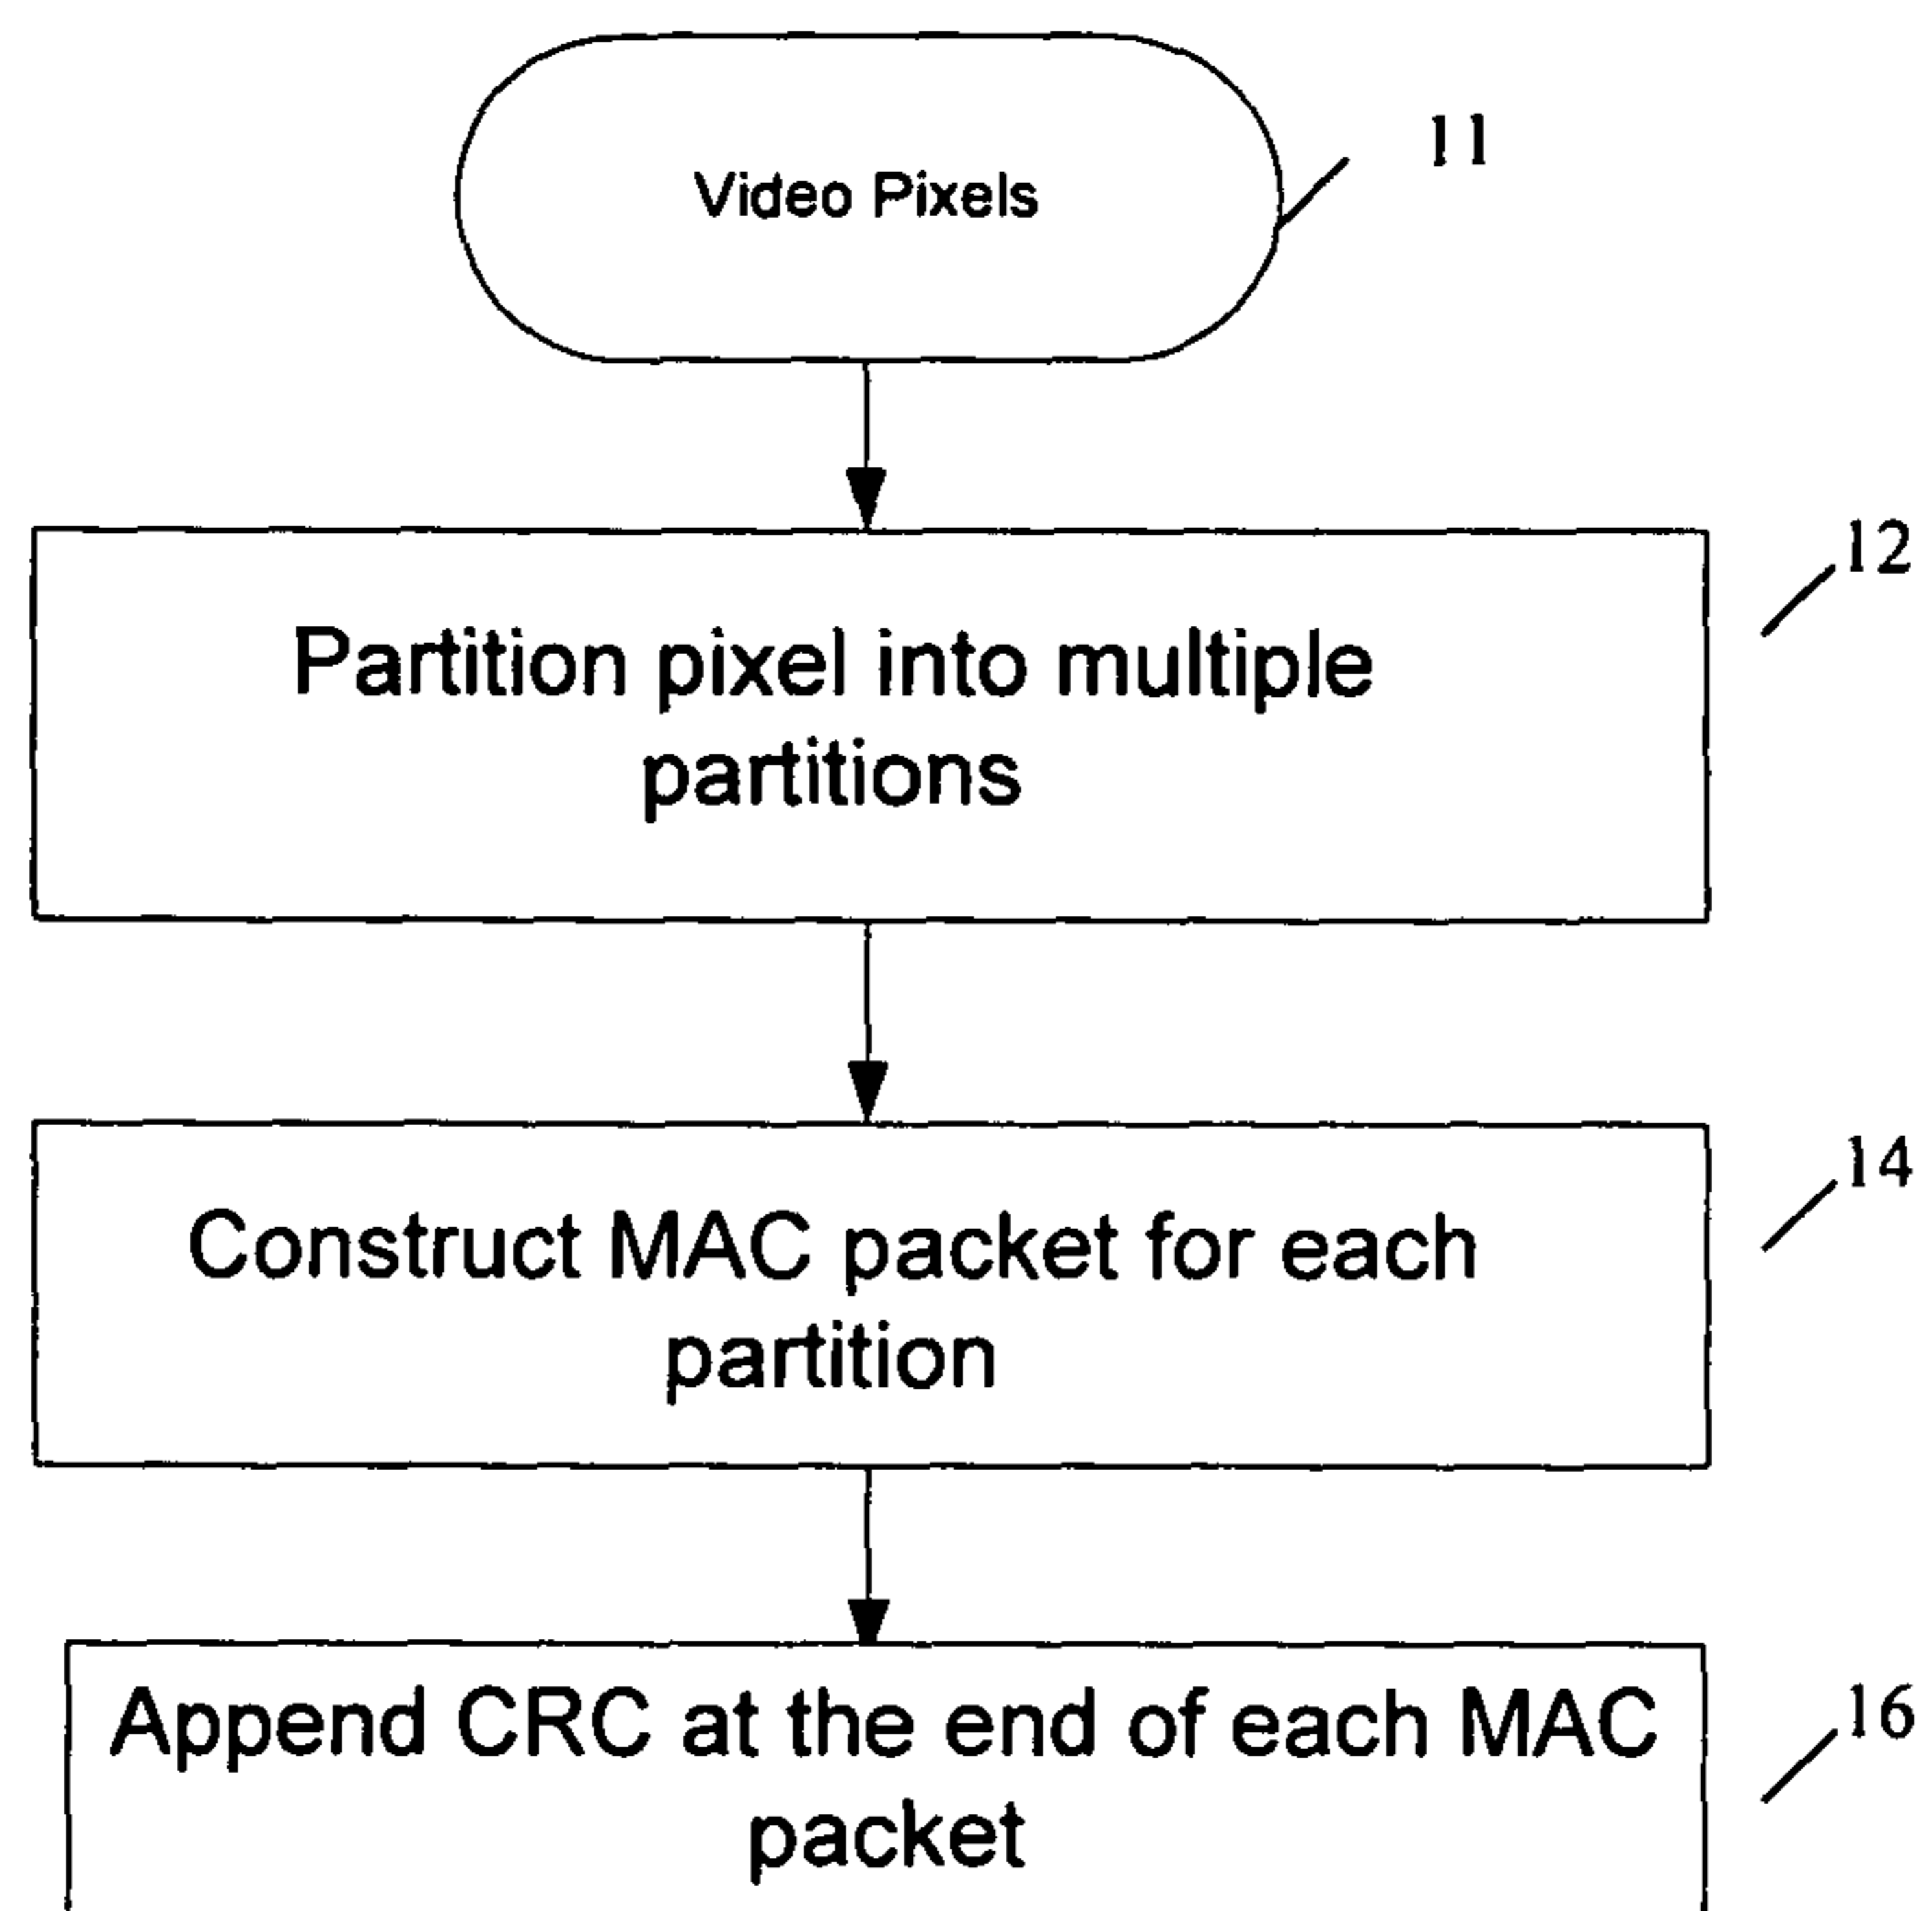 Video Pixels
11
12
Partition pixel into multiple
partitions
14
Construct MAC packet for each
partition
16
Append CRC at the end of each MAC
packet